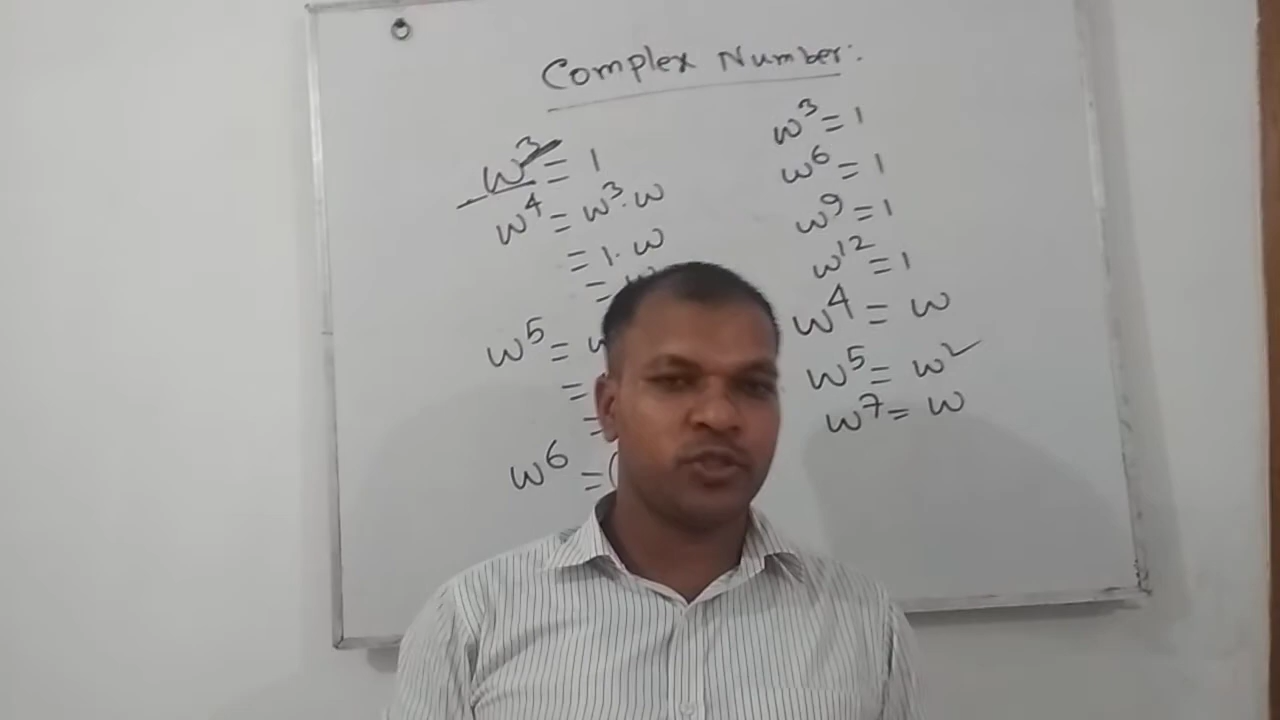 Complex Number:
w³ = 1
w⁴ = w³. w
= 1. w
=
w⁵ =
=
=
w⁶ = (
w³ = 1
w⁶ = 1
w⁹ = 1
w¹² = 1
w⁴ = w
w⁵ = w²
w⁷ = w